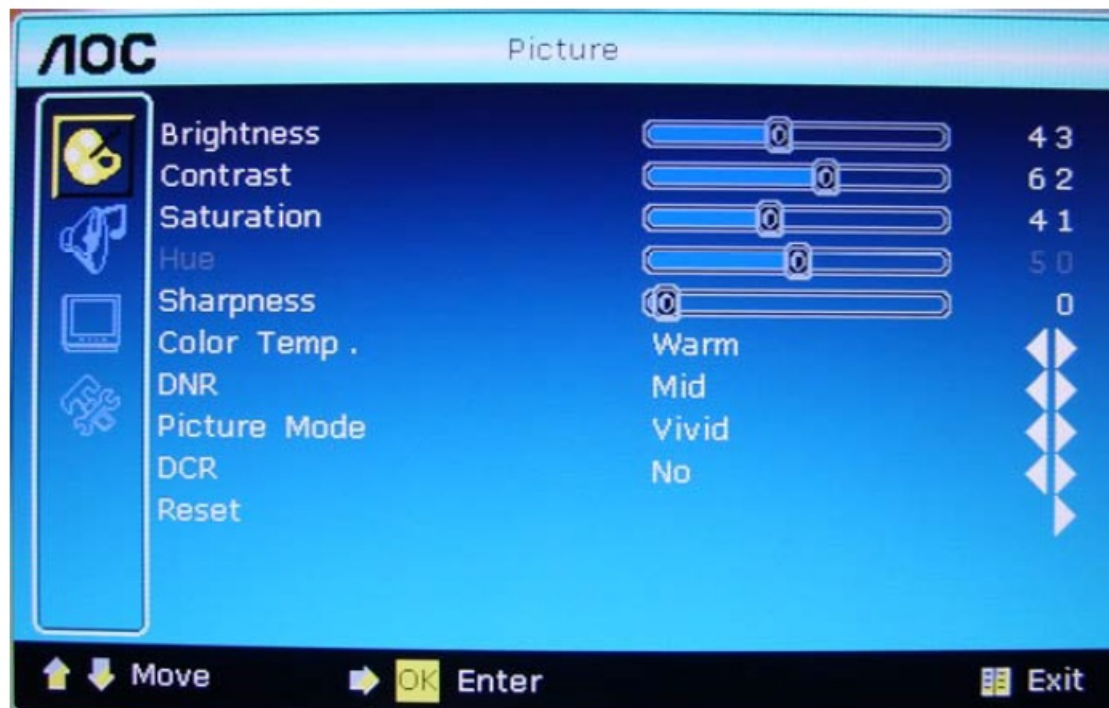 AOC
Picture
Brightness 43
Contrast 62
Saturation 41
Hue 50
Sharpness 0
Color Temp. Warm
DNR Mid
Picture Mode Vivid
DCR No
Reset
Move OK Enter Exit